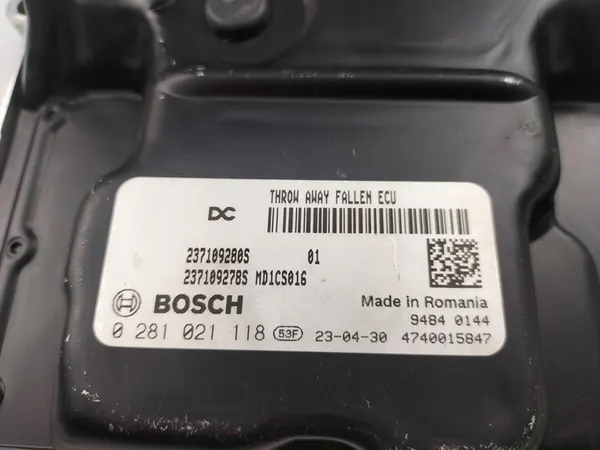 THROW AWAY FALLEN ECU
DC
237109280S 01
237109278S MD1CS016
BOSCH
Made in Romania
9484 0144
0 281 021 118 53F 23-04-30 4740015847